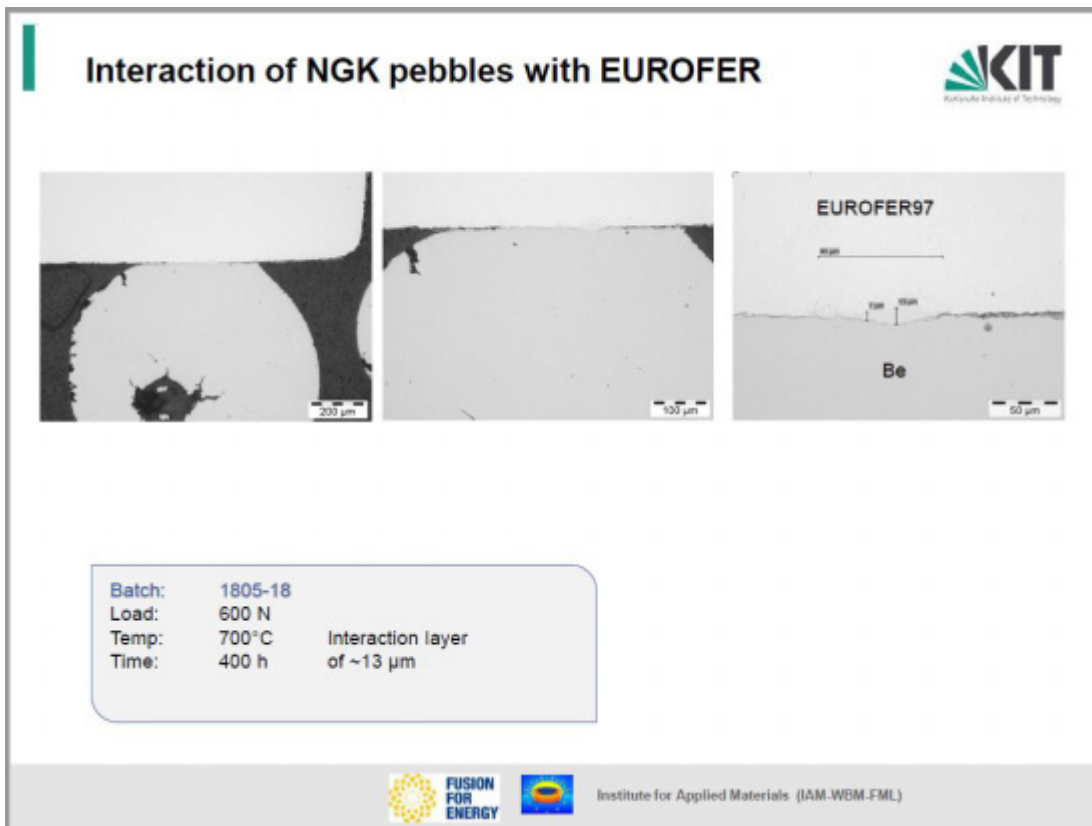 Interaction of NGK pebbles with EUROFER
KIT
Karlsruhe Institute of Technology
200 µm
100 µm
EUROFER97
Be
50 µm
Batch: 1805-18
Load: 600 N
Temp: 700°C Interaction layer
Time: 400 h of ~13 µm
FUSION
FOR
ENERGY
Institute for Applied Materials (IAM-WBM-FML)